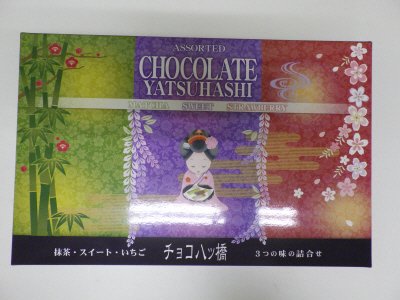 ASSORTED
CHOCOLATE
YATSUHASHI
MATCHA SWEET STRAWBERRY
抹茶・スイート・いちご チョコ八ッ橋 3つの味の詰合せ